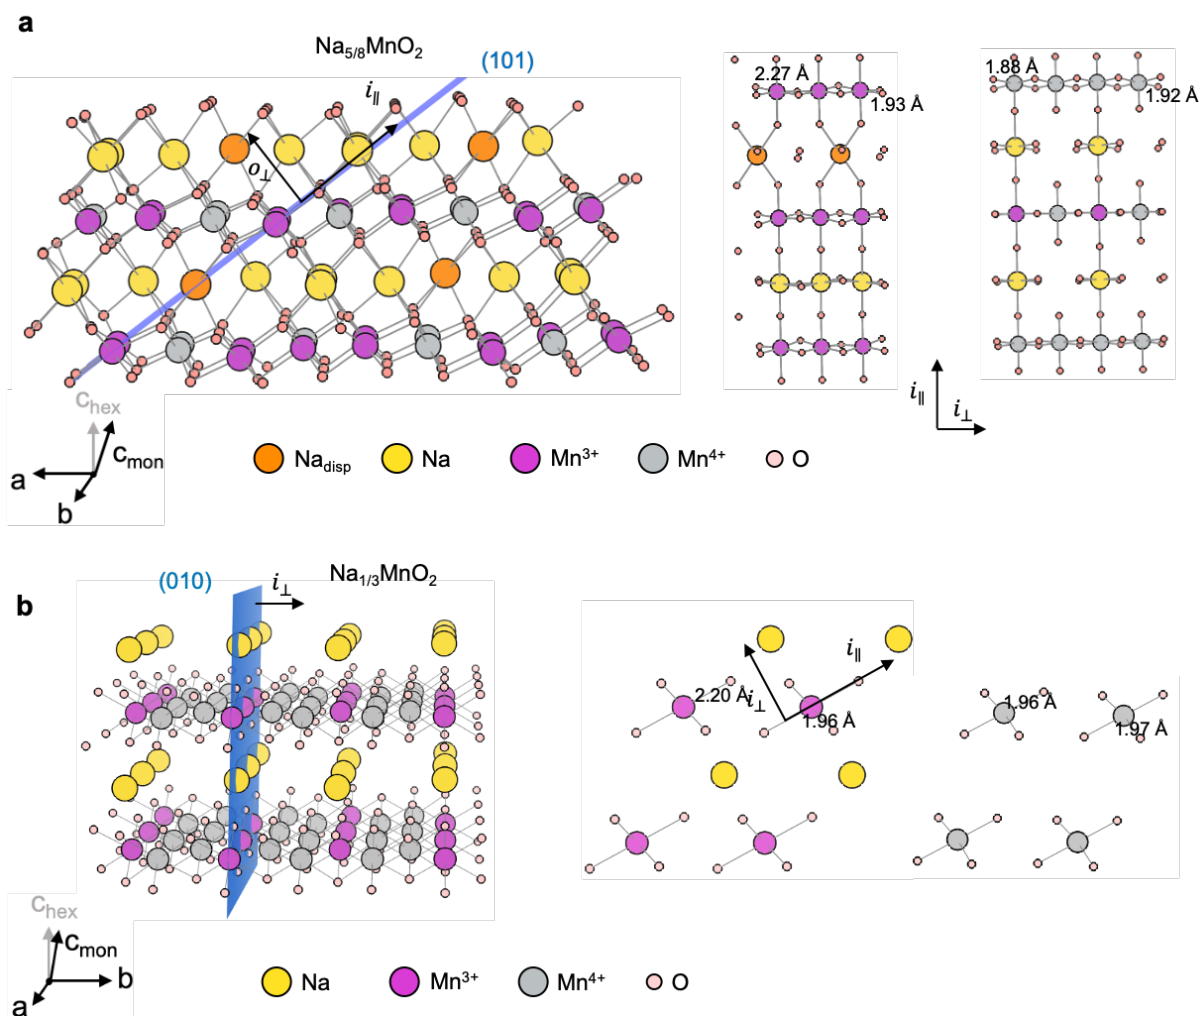 a
Na5/8MnO2
(101)
i∥
o⊥
2.27 Å
1.93 Å
1.88 Å
1.92 Å
i∥
i⊥
chex
cmon
a
b
Nadisp
Na
Mn3+
Mn4+
O
b
(010)
i⊥
Na1/3MnO2
i∥
2.20 Å
i⊥
1.96 Å
1.96 Å
1.97 Å
chex
cmon
b
a
Na
Mn3+
Mn4+
O